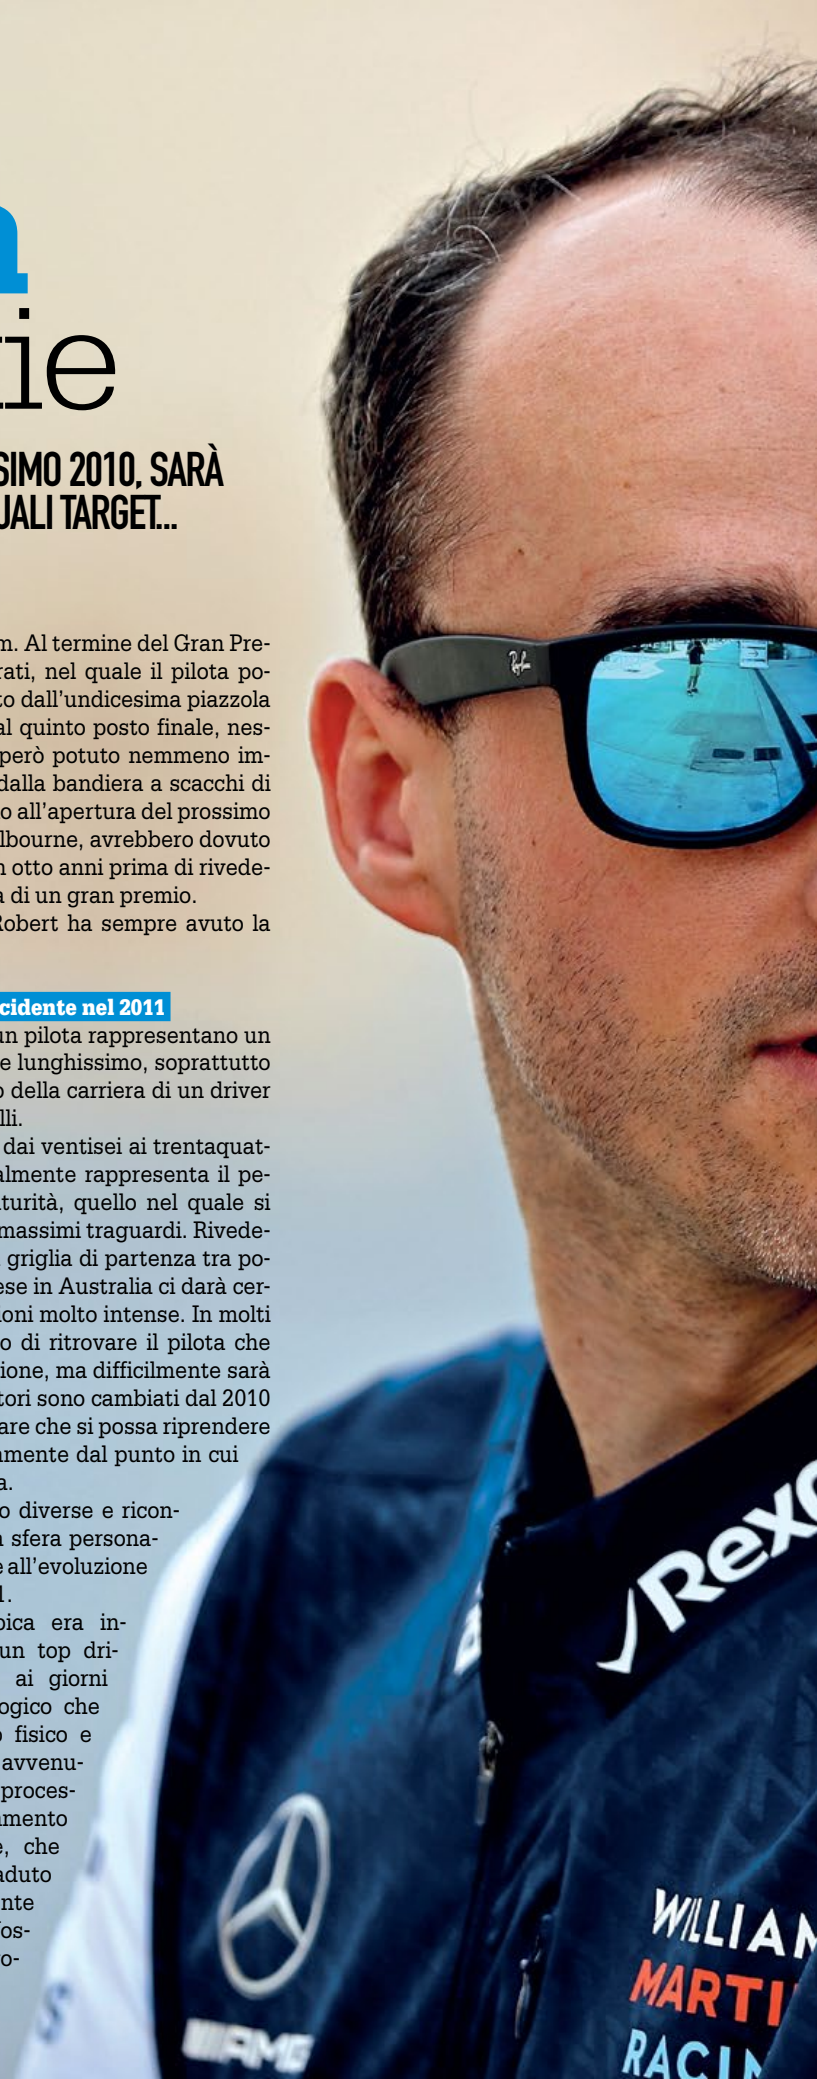 SIMO 2010, SARÀ
UALI TARGET...
m. Al termine del Gran Pre-
rati, nel quale il pilota po-
to dall'undicesima piazzola
al quinto posto finale, nes-
però potuto nemmeno im-
dalla bandiera a scacchi di
o all'apertura del prossimo
lbourne, avrebbero dovuto
n otto anni prima di rivede-
a di un gran premio.
Robert ha sempre avuto la
cidente nel 2011
un pilota rappresentano un
e lunghissimo, soprattutto
o della carriera di un driver
lli.
dai ventisei ai trentaquat-
almente rappresenta il pe-
turità, quello nel quale si
massimi traguardi. Rivede-
griglia di partenza tra po-
ese in Australia ci darà cer-
ioni molto intense. In molti
o di ritrovare il pilota che
ione, ma difficilmente sarà
tori sono cambiati dal 2010
are che si possa riprendere
amente dal punto in cui
a.
o diverse e ricon-
a sfera persona-
e all'evoluzione
1.
bica era in-
un top dri-
ai giorni
ogico che
o fisico e
avvenu-
proces-
amento
e, che
aduto
nte
fos-
ro-
Ray-Ban
Rexo
AMG
WILLIAM
MARTI
RACIN